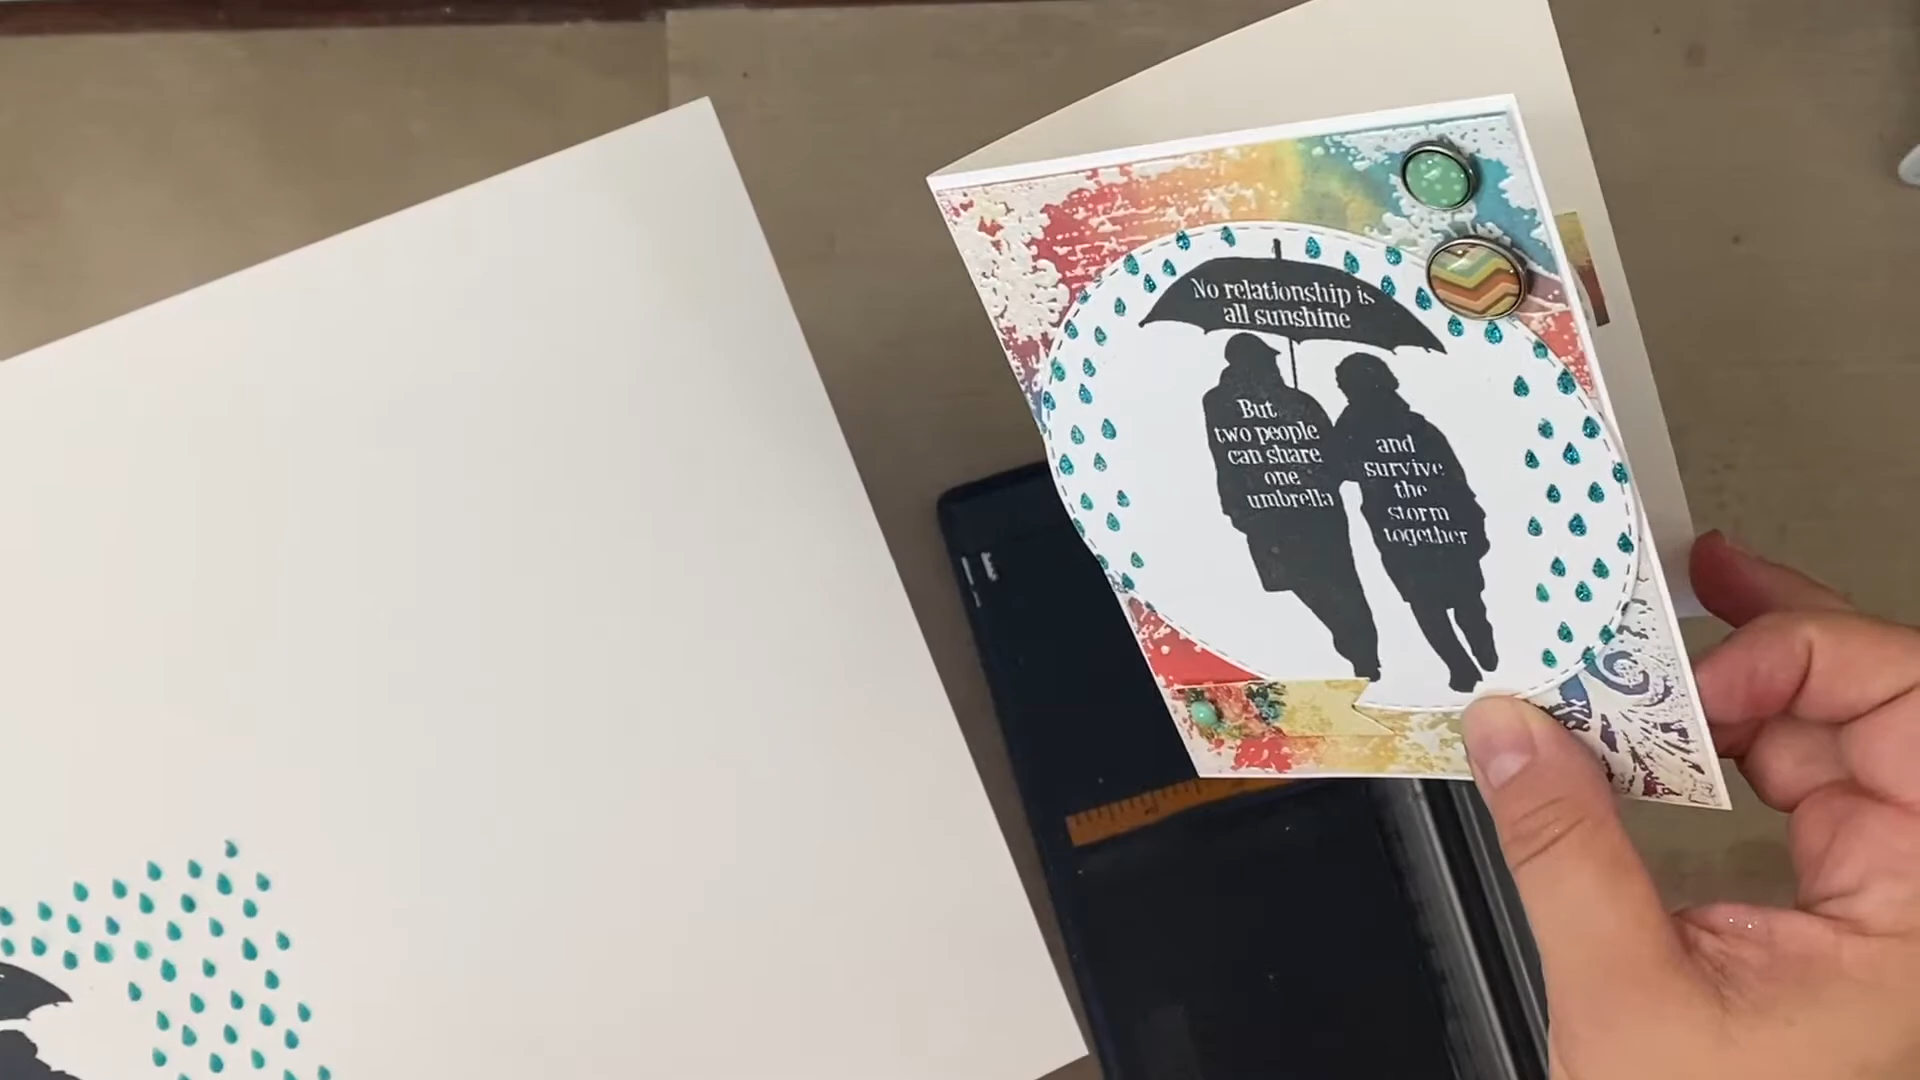 No relationship is
all sunshine
But
two people
can share
one
umbrella
and
survive
the
storm
together